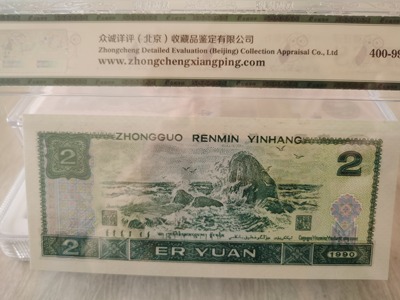 众诚详评（北京）收藏品鉴定有限公司
Zhongcheng Detailed Evaluation (Beijing) Collection Appraisal Co., Ltd
www.zhongchengxiangping.com
400-99
ZHONGGUO RENMIN YINHANG
2
2
2
ER YUAN
1990